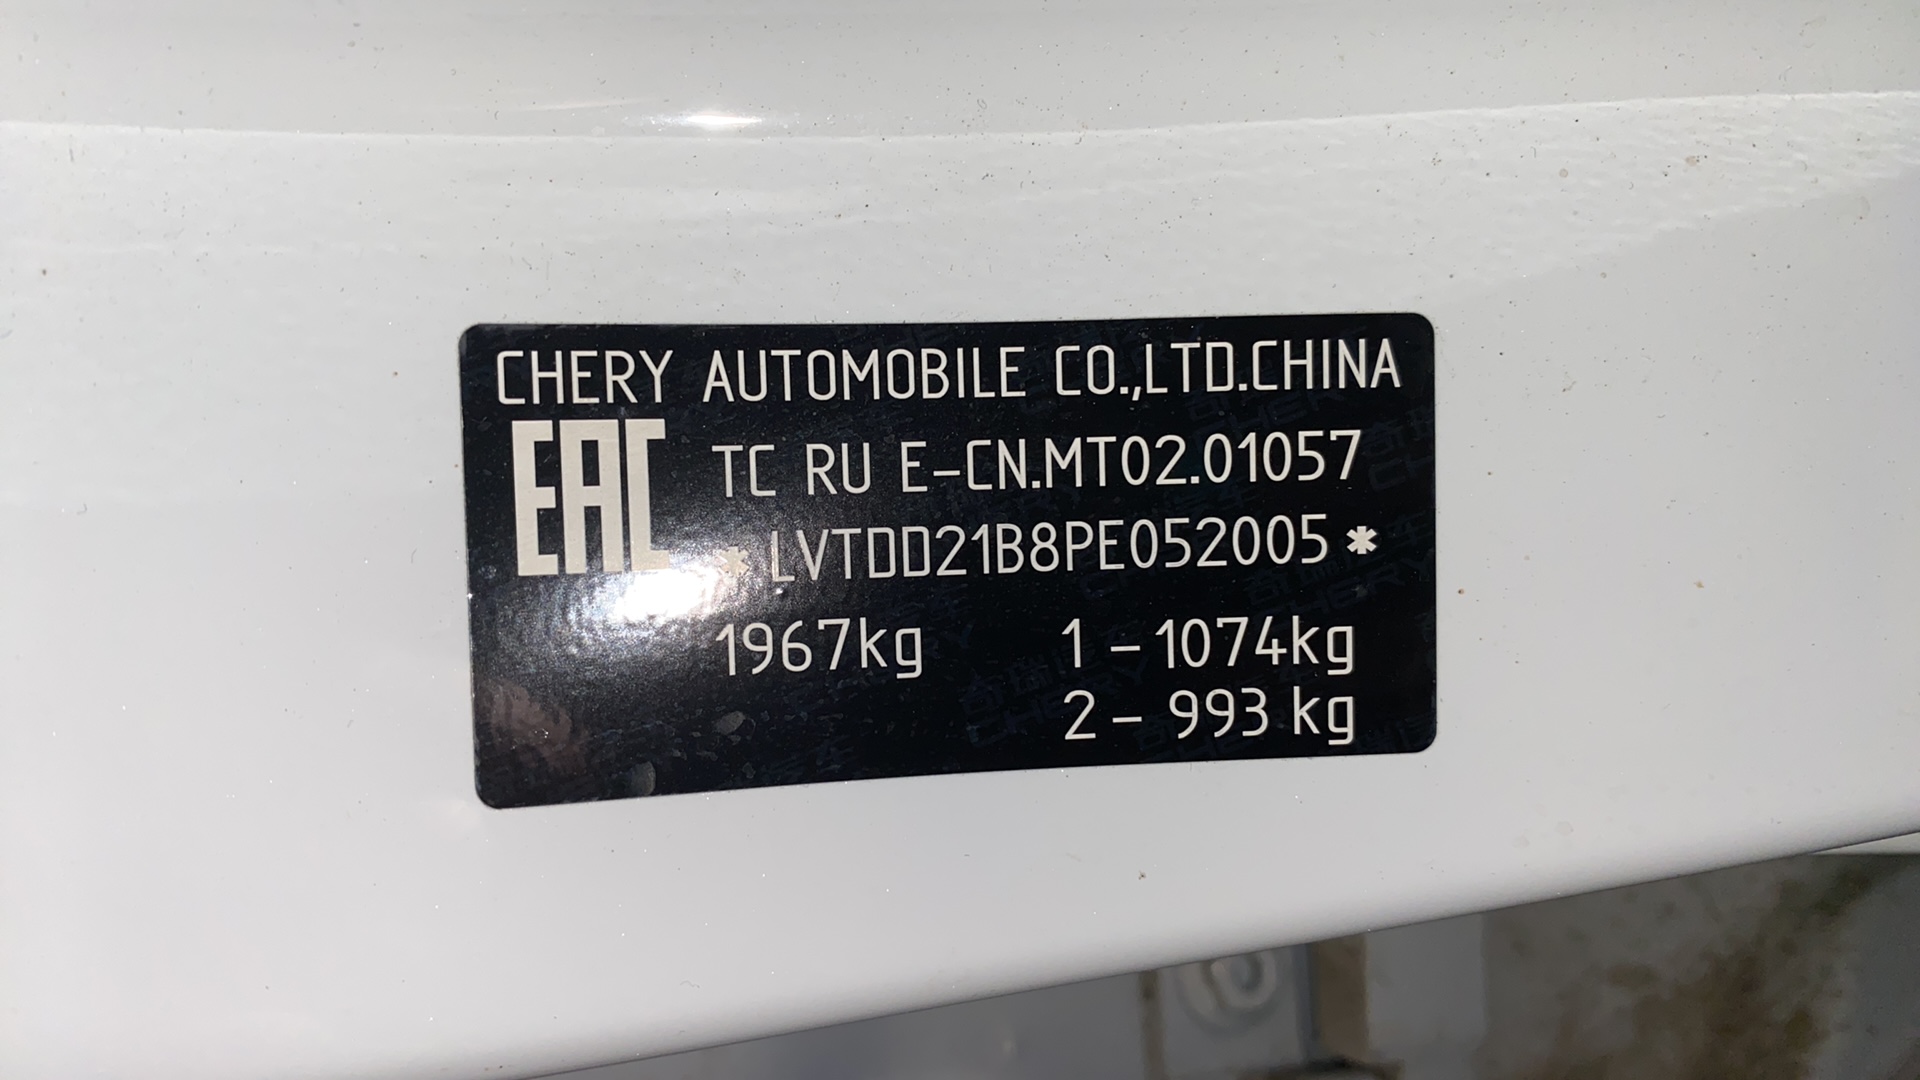 CHERY AUTOMOBILE CO.,LTD.CHINA
EAC TC RU E-CN.MT02.01057
*LVTDD21B8PE052005*
1967kg 1 - 1074kg
2 - 993 kg